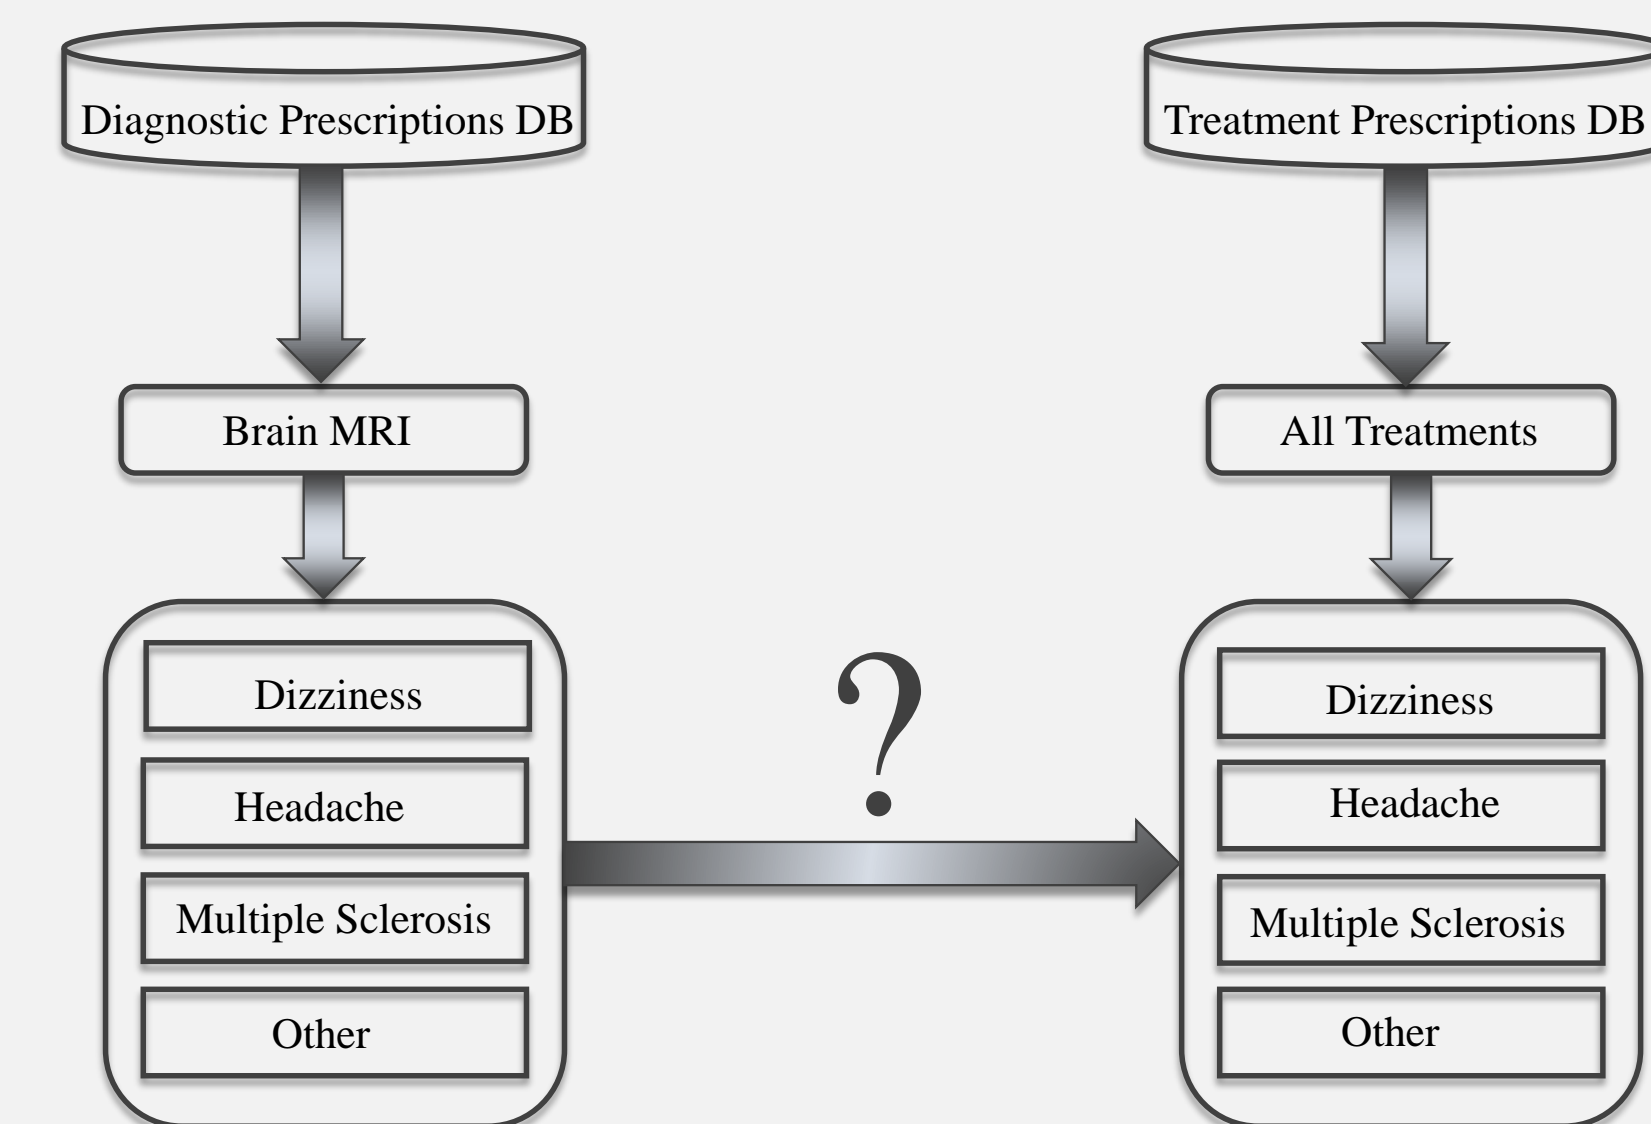 Diagnostic Prescriptions DB
Treatment Prescriptions DB
Brain MRI
All Treatments
Dizziness
Headache
Multiple Sclerosis
Other
?
Dizziness
Headache
Multiple Sclerosis
Other